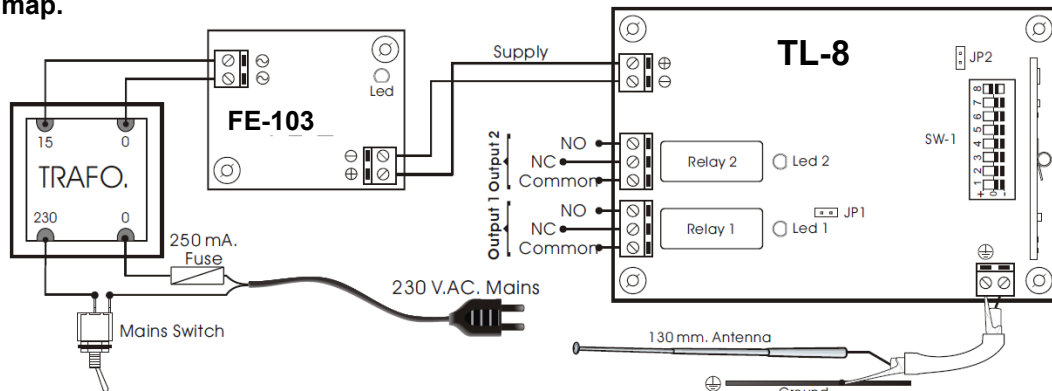 map.
TL-8
JP2
Supply
Led
FE-103
15
0
TRAFO.
230
0
250 mA.
Fuse
230 V.AC. Mains
Mains Switch
Output 2
NO
NC
Common
Relay 2
Led 2
Output 1
NO
NC
Common
Relay 1
JP1
Led 1
SW-1
8
7
6
5
4
3
2
1
+ 0 -
130 mm. Antenna
Ground